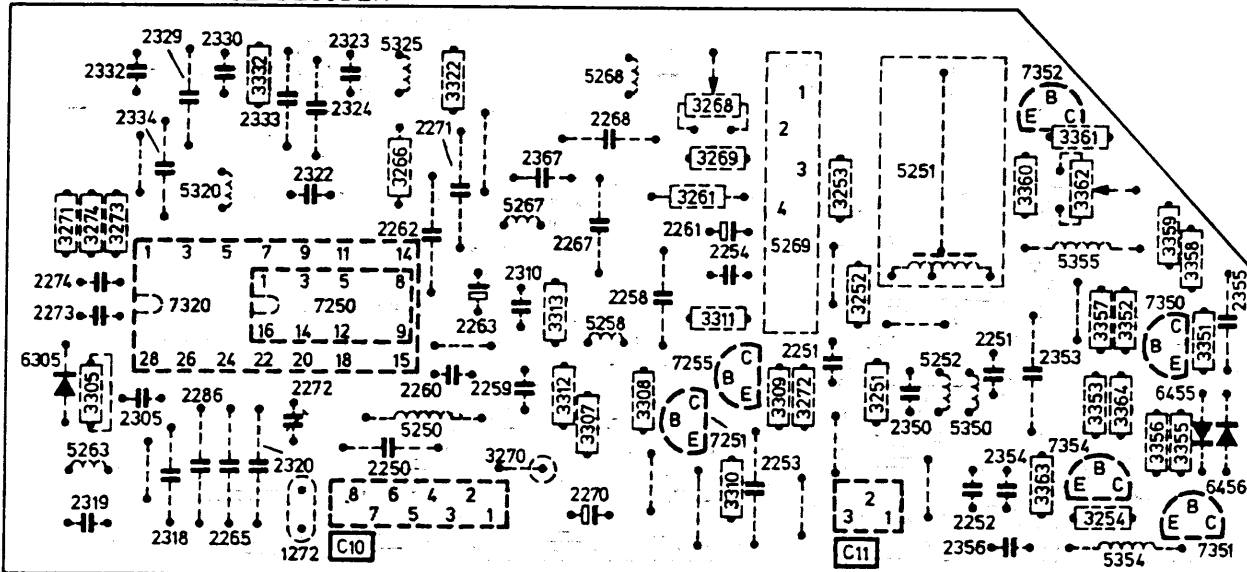 2329 2330 2323 5325 7352
2332 3332 3322 5268 1 B
3268 E C
2324 2 3361
2334 2333 2271 2268
2367 3269 3 5251
5320 2322 3266 3253 3360 3362
3261 4
3271 3274 3273 5267 3359
2262 2267 2261 5269 3358
1 3 5 7 9 11 14 2254 5355
2274 1 3 5 8 2310 2258 3252 2355
7320 7250 3313 3357 3352 7350
2273 2263 3311 C
16 14 12 9 5258 B 3351
6305 28 26 24 22 20 18 15 7255 2251 5252 2251 2353 E
3305 2272 2260 2259 C
2286 3312 3308 B 3309 3272 3251 3353 3364 6455
2305 E
3307 C 2350 5350
5263 5250 B 7251 7354 3356 3355
2320 2250 3270 E 2253 2354 B
8 6 4 2 3310 2 3363 E C 6456
2319 7 5 3 1 2270 3 1 2252 3254 B
2318 2265 E C
1272 C10 C11 2356 5354 7351